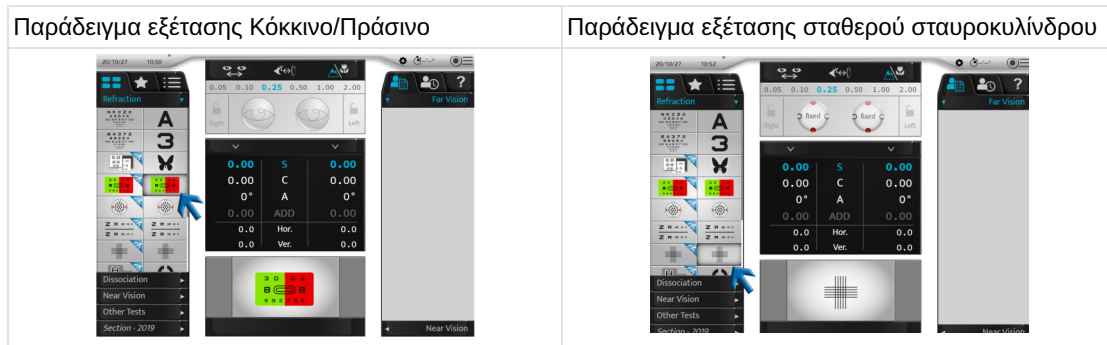 Παράδειγμα εξέτασης Κόκκινο/Πράσινο
Παράδειγμα εξέτασης σταθερού σταυροκυλίνδρου
20/10/27 10:50
Refraction
Dissociation
Near Vision
Other Tests
Section - 2019
0.05 0.10 0.25 0.50 1.00 2.00
Right
Left
0.00 S 0.00
0.00 C 0.00
0° A 0°
0.00 ADD 0.00
0.0 Hor. 0.0
0.0 Ver. 0.0
?
Far Vision
Near Vision
20/10/27 10:52
Refraction
A
3
Dissociation
Near Vision
Other Tests
Section - 2019
0.05 0.10 0.25 0.50 1.00 2.00
Right
fixed
fixed
Left
0.00 S 0.00
0.00 C 0.00
0° A 0°
0.00 ADD 0.00
0.0 Hor. 0.0
0.0 Ver. 0.0
?
Far Vision
Near Vision